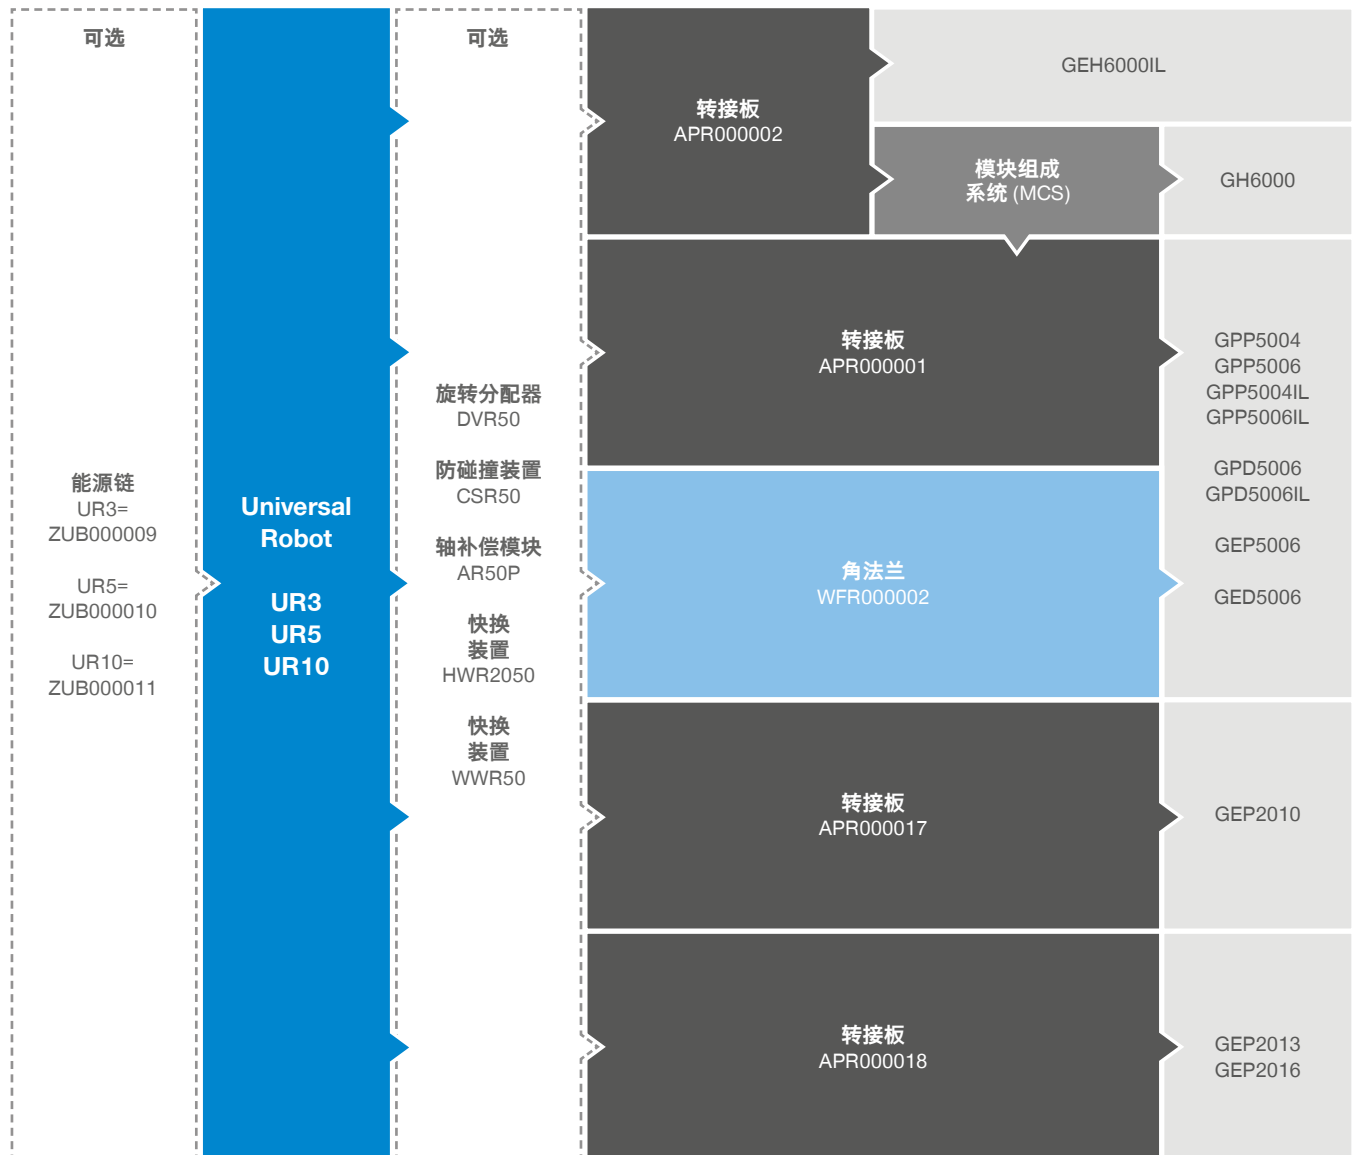 可选
能源链
UR3=
ZUB000009
UR5=
ZUB000010
UR10=
ZUB000011
Universal
Robot
UR3
UR5
UR10
可选
旋转分配器
DVR50
防碰撞装置
CSR50
轴补偿模块
AR50P
快换
装置
HWR2050
快换
装置
WWR50
转接板
APR000002
GEH6000IL
模块组成
系统 (MCS)
GH6000
转接板
APR000001
GPP5004
GPP5006
GPP5004IL
GPP5006IL
GPD5006
GPD5006IL
GEP5006
GED5006
角法兰
WFR000002
转接板
APR000017
GEP2010
转接板
APR000018
GEP2013
GEP2016